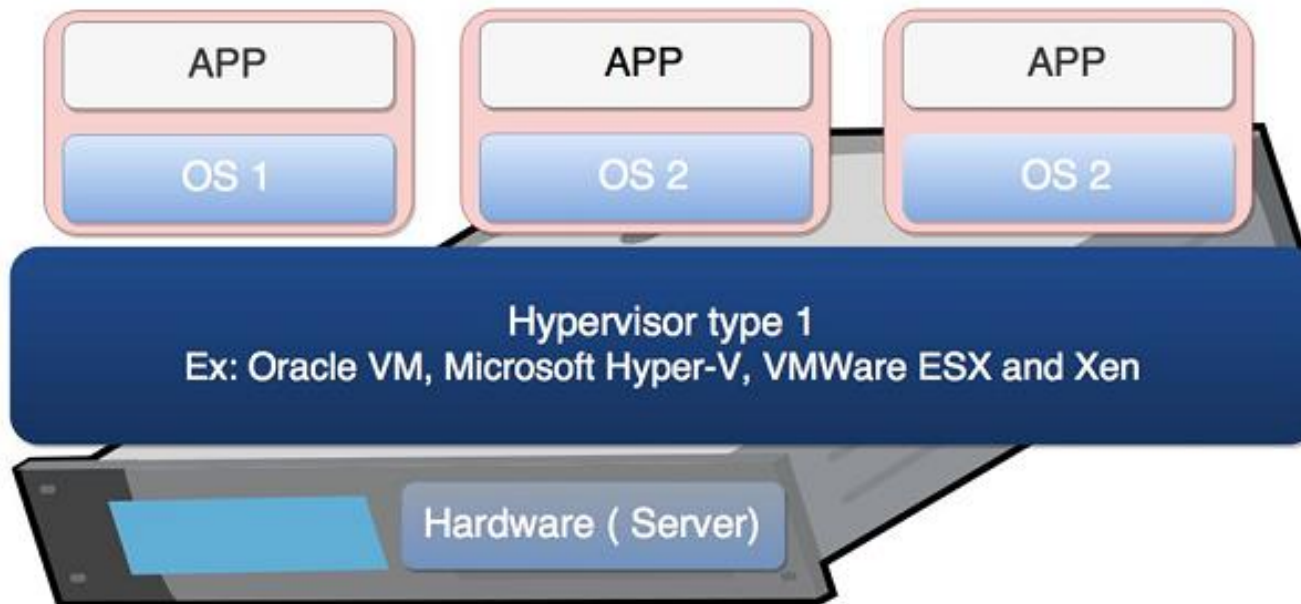 APP
APP
APP
OS 1
OS 2
OS 2
Hypervisor type 1
Ex: Oracle VM, Microsoft Hyper-V, VMWare ESX and Xen
Hardware ( Server)